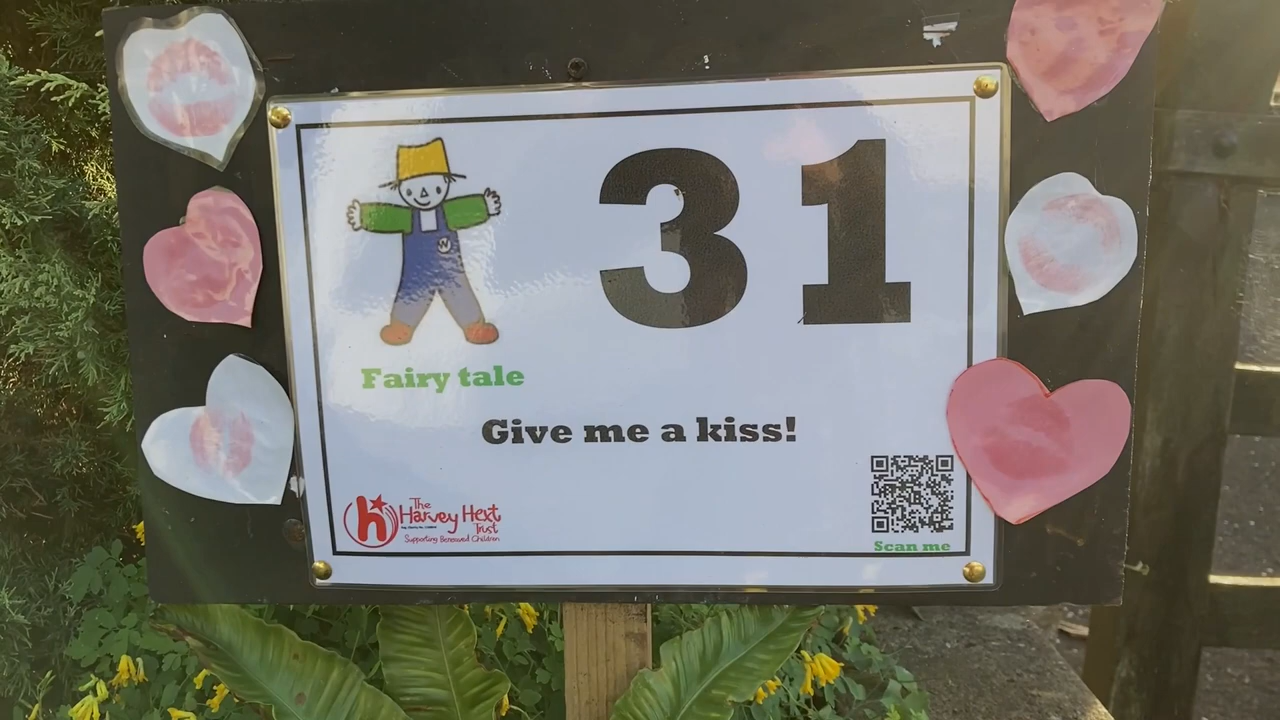 31
Fairy tale
Give me a kiss!
The
Harvey Hext
Trust
Supporting Bereaved Children
Scan me
W